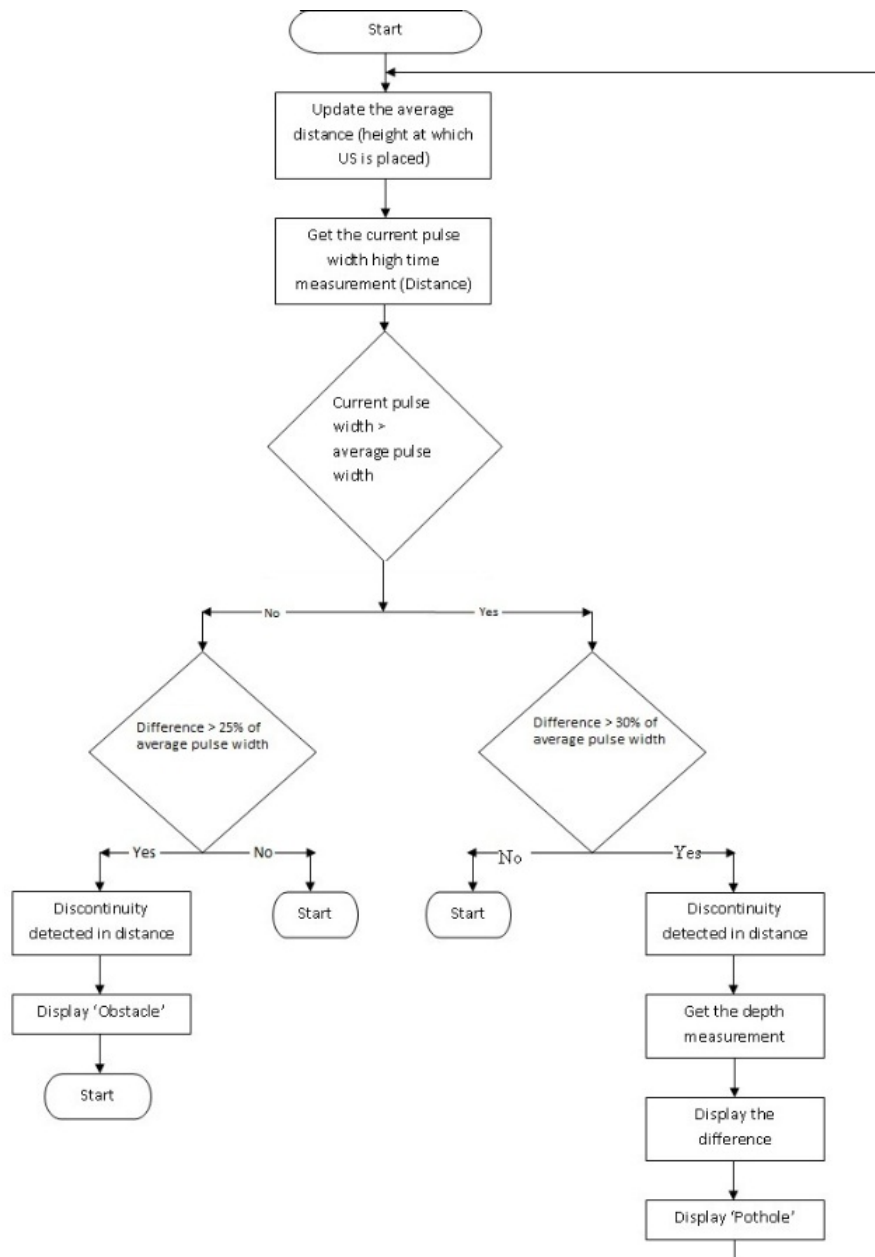 Start
Update the average
distance (height at which
US is placed)
Get the current pulse
width high time
measurement (Distance)
Current pulse
width >
average pulse
width
No
Yes
Difference > 25% of
average pulse width
Difference > 30% of
average pulse width
Yes
No
No
Yes
Discontinuity
detected in distance
Start
Start
Discontinuity
detected in distance
Display ‘Obstacle’
Get the depth
measurement
Start
Display the
difference
Display ‘Pothole’